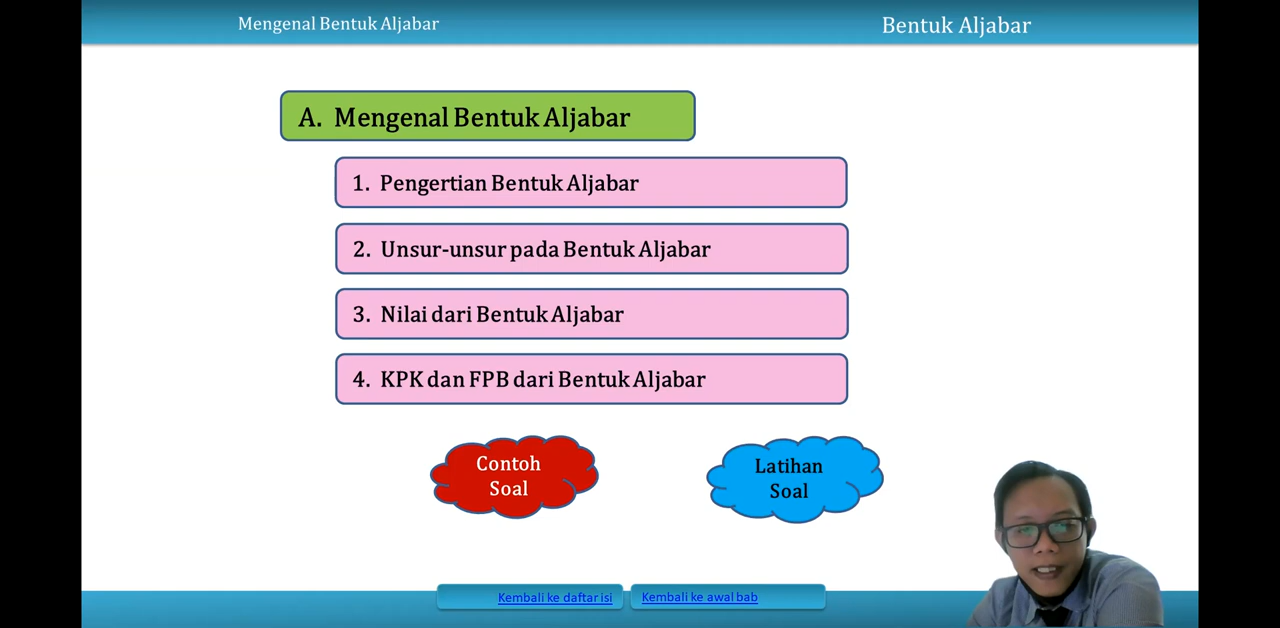 Mengenal Bentuk Aljabar
Bentuk Aljabar
A. Mengenal Bentuk Aljabar
1. Pengertian Bentuk Aljabar
2. Unsur-unsur pada Bentuk Aljabar
3. Nilai dari Bentuk Aljabar
4. KPK dan FPB dari Bentuk Aljabar
Contoh
Soal
Latihan
Soal
Kembali ke daftar isi
Kembali ke awal bab